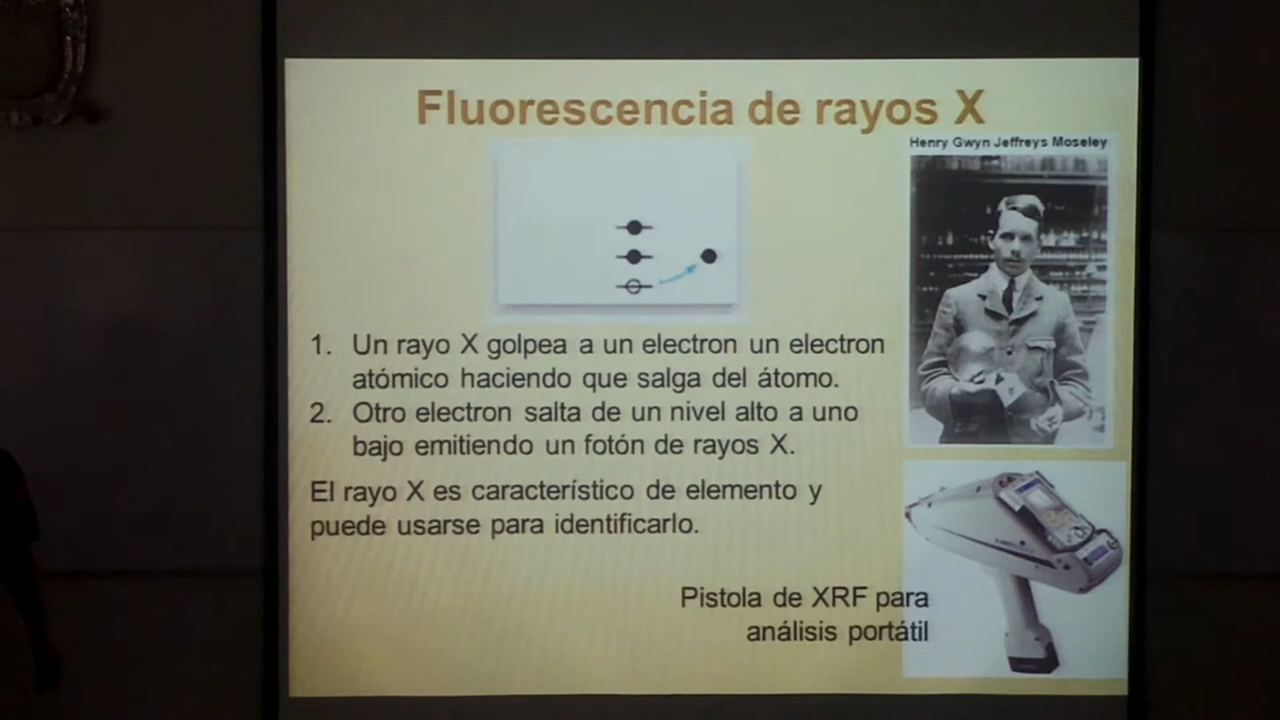 Fluorescencia de rayos X
Henry Gwyn Jeffreys Moseley
1. Un rayo X golpea a un electron un electron
atómico haciendo que salga del átomo.
2. Otro electron salta de un nivel alto a uno
bajo emitiendo un fotón de rayos X.
El rayo X es característico de elemento y
puede usarse para identificarlo.
Pistola de XRF para
análisis portátil